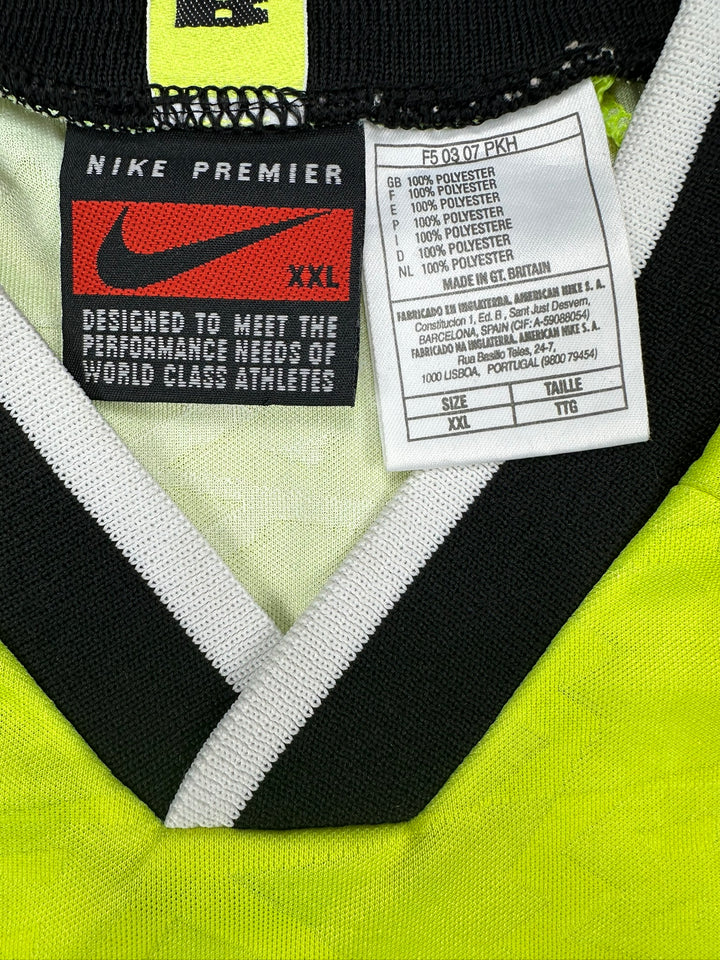 NIKE PREMIER
XXL
DESIGNED TO MEET THE
PERFORMANCE NEEDS OF
WORLD CLASS ATHLETES
F5 03 07 PKH
GB 100% POLYESTER
F 100% POLYESTER
E 100% POLYESTER
P 100% POLYESTER
I 100% POLYESTERE
D 100% POLYESTER
NL 100% POLYESTER
MADE IN GT. BRITAIN
FABRICADO EN INGLATERRA. AMERICAN NIKE S. A.
Constitucion 1, Ed. B , Sant Just Desvern,
BARCELONA, SPAIN (CIF: A-59088054)
FABRICADO NA INGLATERRA. AMERICAN NIKE S. A.
Rua Basilio Teles, 24-7,
1000 LISBOA, PORTUGAL (9800 79454)
SIZE TAILLE
XXL TTG